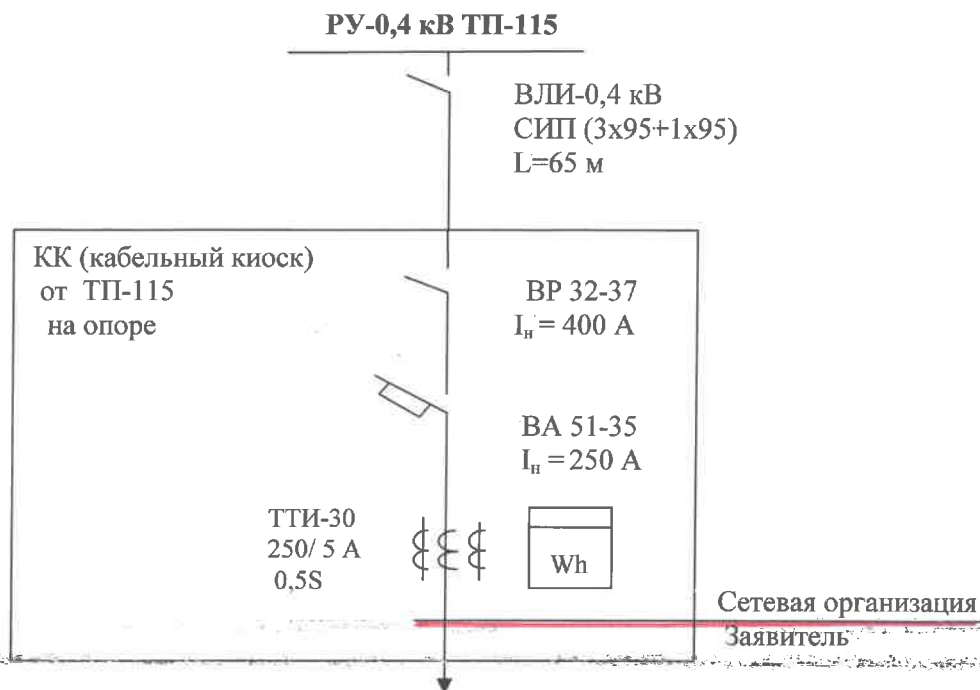 РУ-0,4 кВ ТП-115
ВЛИ-0,4 кВ
СИП (3х95+1х95)
L=65 м
КК (кабельный киоск)
от ТП-115
на опоре
ВР 32-37
Iн = 400 А
ВА 51-35
Iн = 250 А
ТТИ-30
250/ 5 А
0,5S
Wh
Сетевая организация
Заявитель